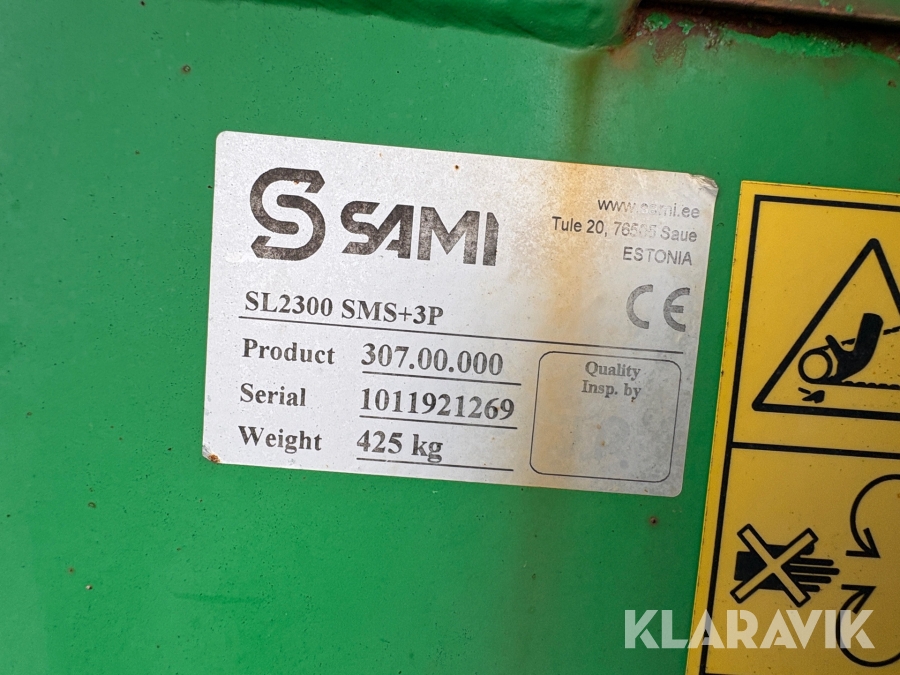 SAMI
www.sami.ee
Tule 20, 76505 Saue
ESTONIA
SL2300 SMS+3P
CE
Product 307.00.000
Serial 1011921269
Weight 425 kg
Quality
Insp. by
KLARAVIK